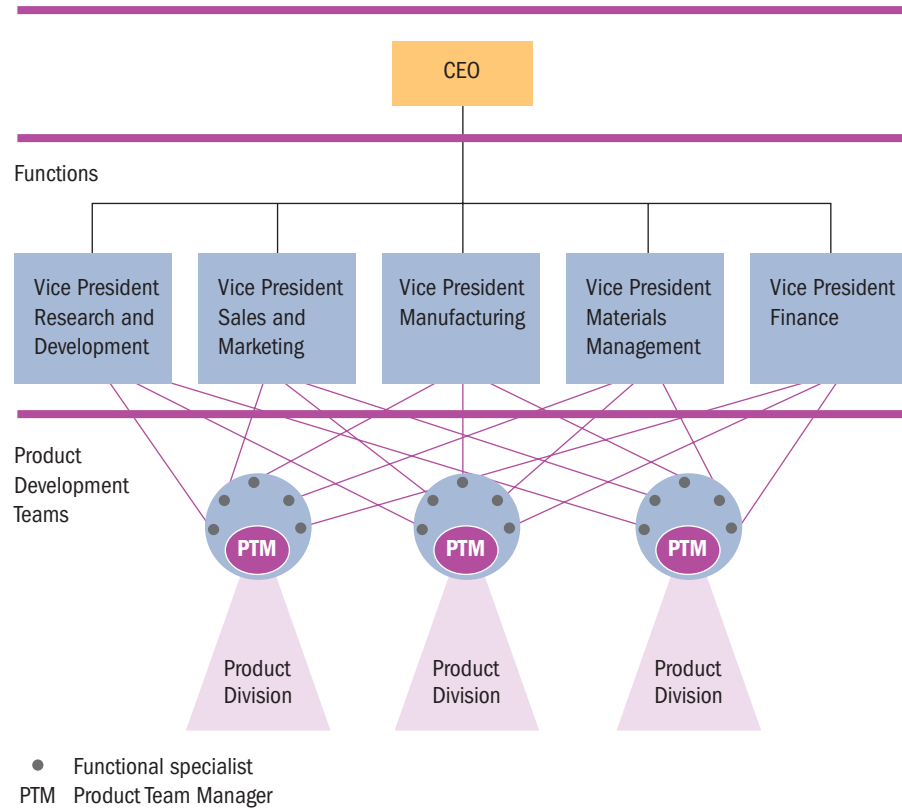 CEO
Functions
Vice President
Research and
Development
Vice President
Sales and
Marketing
Vice President
Manufacturing
Vice President
Materials
Management
Vice President
Finance
Product
Development
Teams
PTM
PTM
PTM
Product
Division
Product
Division
Product
Division
Functional specialist
PTM Product Team Manager